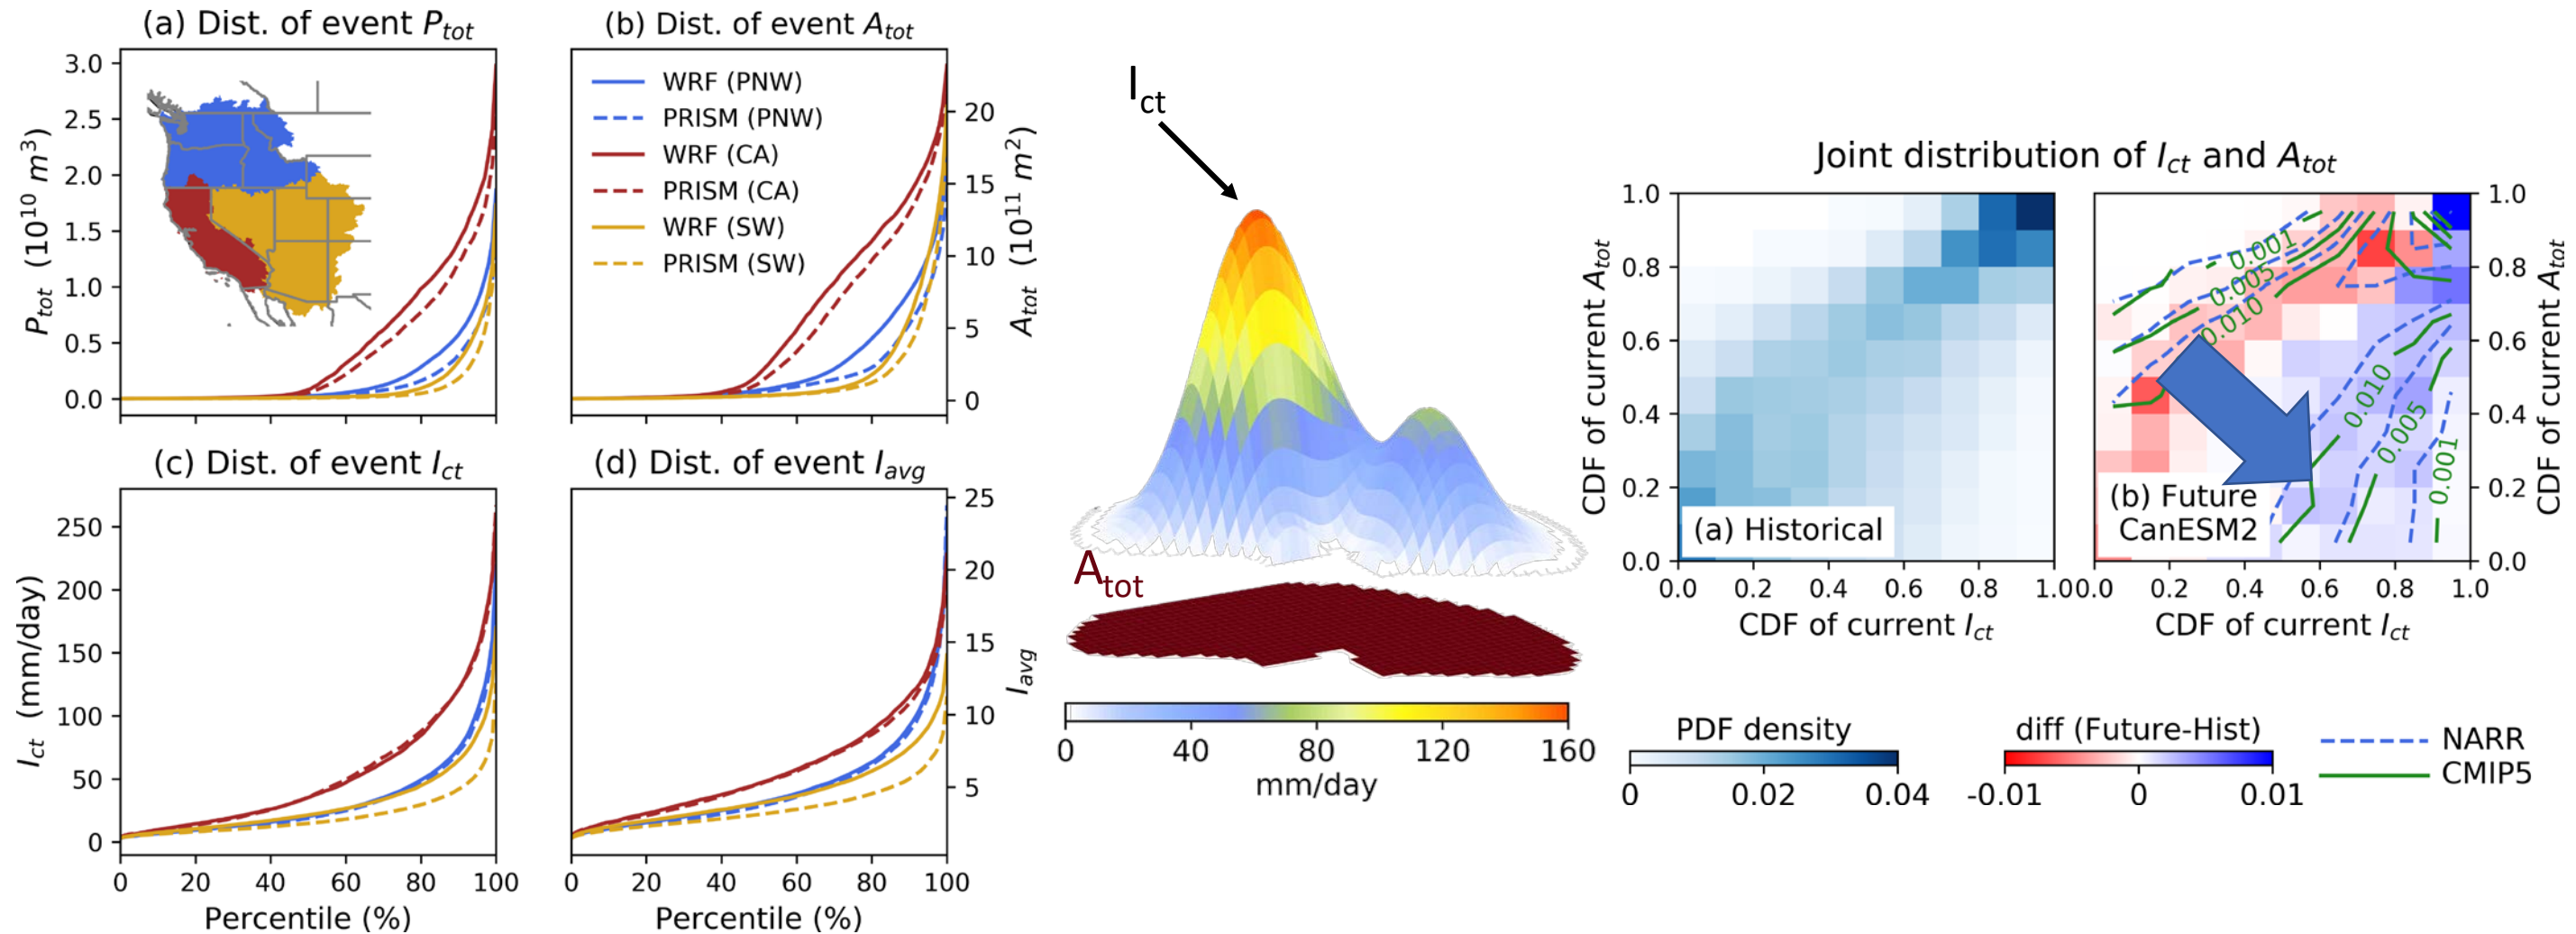 (a) Dist. of event P_tot
3.0
2.5
2.0
1.5
1.0
0.5
0.0
P_tot (10^10 m^3)
(b) Dist. of event A_tot
WRF (PNW)
PRISM (PNW)
WRF (CA)
PRISM (CA)
WRF (SW)
PRISM (SW)
20
15
10
5
0
A_tot (10^11 m^2)
(c) Dist. of event I_ct
250
200
150
100
50
0
I_ct (mm/day)
0 20 40 60 80 100
Percentile (%)
(d) Dist. of event I_avg
25
20
15
10
5
I_avg
0 20 40 60 80 100
Percentile (%)
I_ct
A_tot
0 40 80 120 160
mm/day
Joint distribution of I_ct and A_tot
1.0
0.8
0.6
0.4
0.2
0.0
CDF of current A_tot
(a) Historical
0.0 0.2 0.4 0.6 0.8 1.0
CDF of current I_ct
0.001
0.005
0.010
0.010
0.005
0.001
(b) Future
CanESM2
1.0
0.8
0.6
0.4
0.2
0.0
CDF of current A_tot
0.0 0.2 0.4 0.6 0.8 1.0
CDF of current I_ct
PDF density
0 0.02 0.04
diff (Future-Hist)
-0.01 0 0.01
NARR
CMIP5